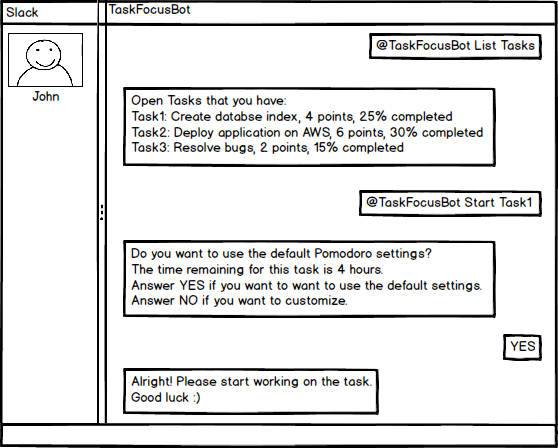 Slack
TaskFocusBot
John
@TaskFocusBot List Tasks
Open Tasks that you have:
Task1: Create databse index, 4 points, 25% completed
Task2: Deploy application on AWS, 6 points, 30% completed
Task3: Resolve bugs, 2 points, 15% completed
@TaskFocusBot Start Task1
Do you want to use the default Pomodoro settings?
The time remaining for this task is 4 hours.
Answer YES if you want to want to use the default settings.
Answer NO if you want to customize.
YES
Alright! Please start working on the task.
Good luck :)